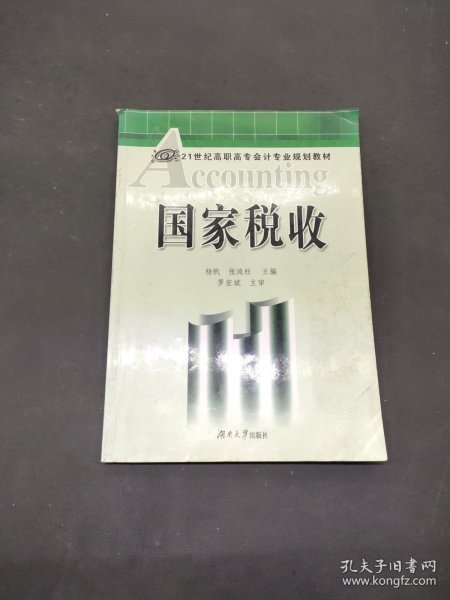 21世纪高职高专会计专业规划教材
Accounting
国家税收
杨帆 张流柱 主编
罗宏斌 主审
湖南大学出版社
孔夫子旧书网
www.kongfz.com